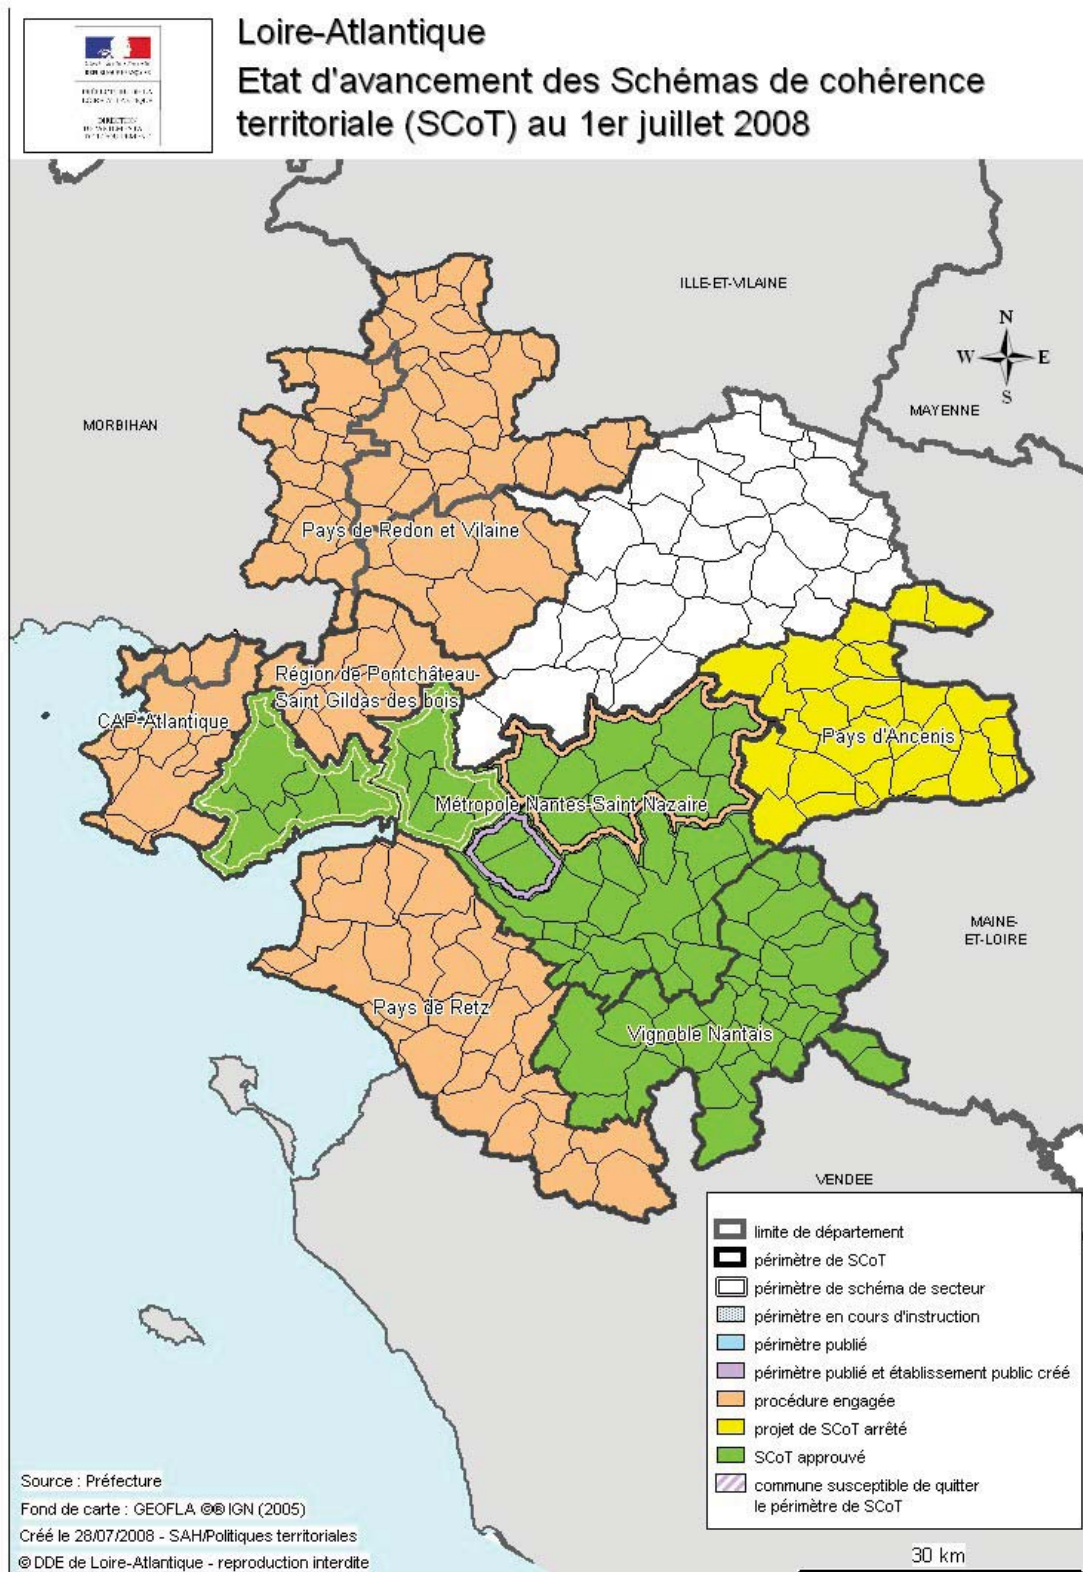 Loire-Atlantique
Etat d'avancement des Schémas de cohérence
territoriale (SCoT) au 1er juillet 2008
ILLE-ET-VILAINE
N
W
E
S
MAYENNE
MORBIHAN
Pays de Redon et Vilaine
Région de Pontchâteau-
Saint Gildas des bois
CAP-Atlantique
Pays d'Ancenis
Métropole Nantes-Saint Nazaire
MAINE-
ET-LOIRE
Pays de Retz
Vignoble Nantais
VENDEE
limite de département
périmètre de SCoT
périmètre de schéma de secteur
périmètre en cours d'instruction
périmètre publié
périmètre publié et établissement public créé
procédure engagée
projet de SCoT arrêté
SCoT approuvé
commune susceptible de quitter
le périmètre de SCoT
Source : Préfecture
Fond de carte : GEOFLA ©® IGN (2005)
Créé le 28/07/2008 - SAH/Politiques territoriales
© DDE de Loire-Atlantique - reproduction interdite
30 km